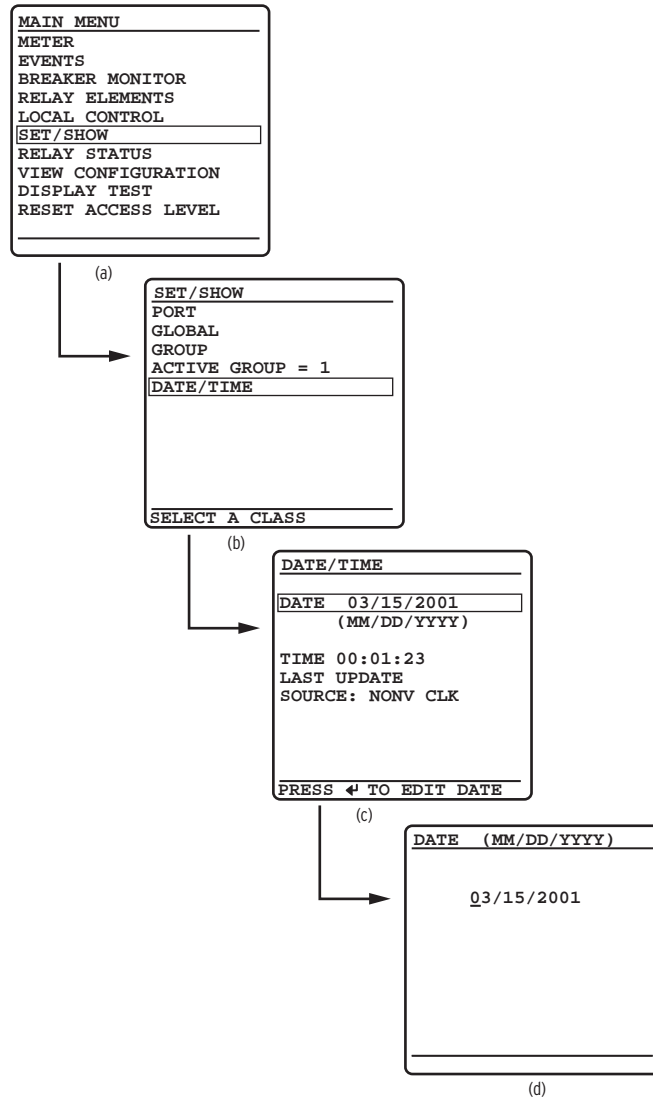 MAIN MENU
METER
EVENTS
BREAKER MONITOR
RELAY ELEMENTS
LOCAL CONTROL
SET/SHOW
RELAY STATUS
VIEW CONFIGURATION
DISPLAY TEST
RESET ACCESS LEVEL
(a)
SET/SHOW
PORT
GLOBAL
GROUP
ACTIVE GROUP = 1
DATE/TIME
SELECT A CLASS
(b)
DATE/TIME
DATE 03/15/2001
(MM/DD/YYYY)
TIME 00:01:23
LAST UPDATE
SOURCE: NONV CLK
PRESS ↵ TO EDIT DATE
(c)
DATE (MM/DD/YYYY)
03/15/2001
(d)